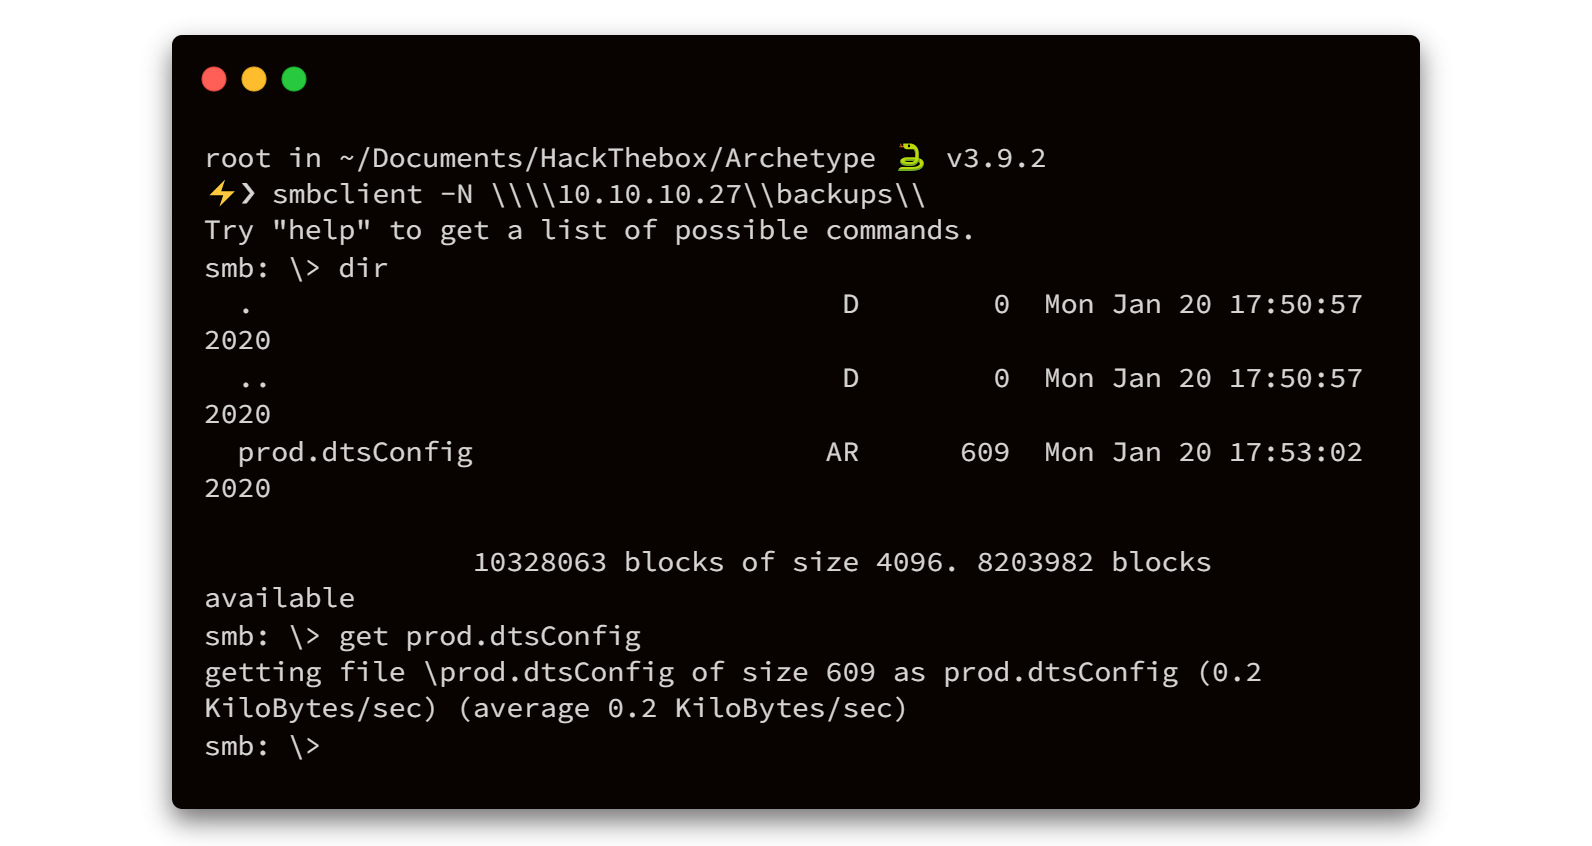 root in ~/Documents/HackThebox/Archetype 🐍 v3.9.2
⚡❯ smbclient -N \\\\10.10.10.27\\backups\\
Try "help" to get a list of possible commands.
smb: \> dir
  .                                   D        0  Mon Jan 20 17:50:57
2020
  ..                                  D        0  Mon Jan 20 17:50:57
2020
  prod.dtsConfig                     AR      609  Mon Jan 20 17:53:02
2020

                10328063 blocks of size 4096. 8203982 blocks
available
smb: \> get prod.dtsConfig
getting file \prod.dtsConfig of size 609 as prod.dtsConfig (0.2
KiloBytes/sec) (average 0.2 KiloBytes/sec)
smb: \>